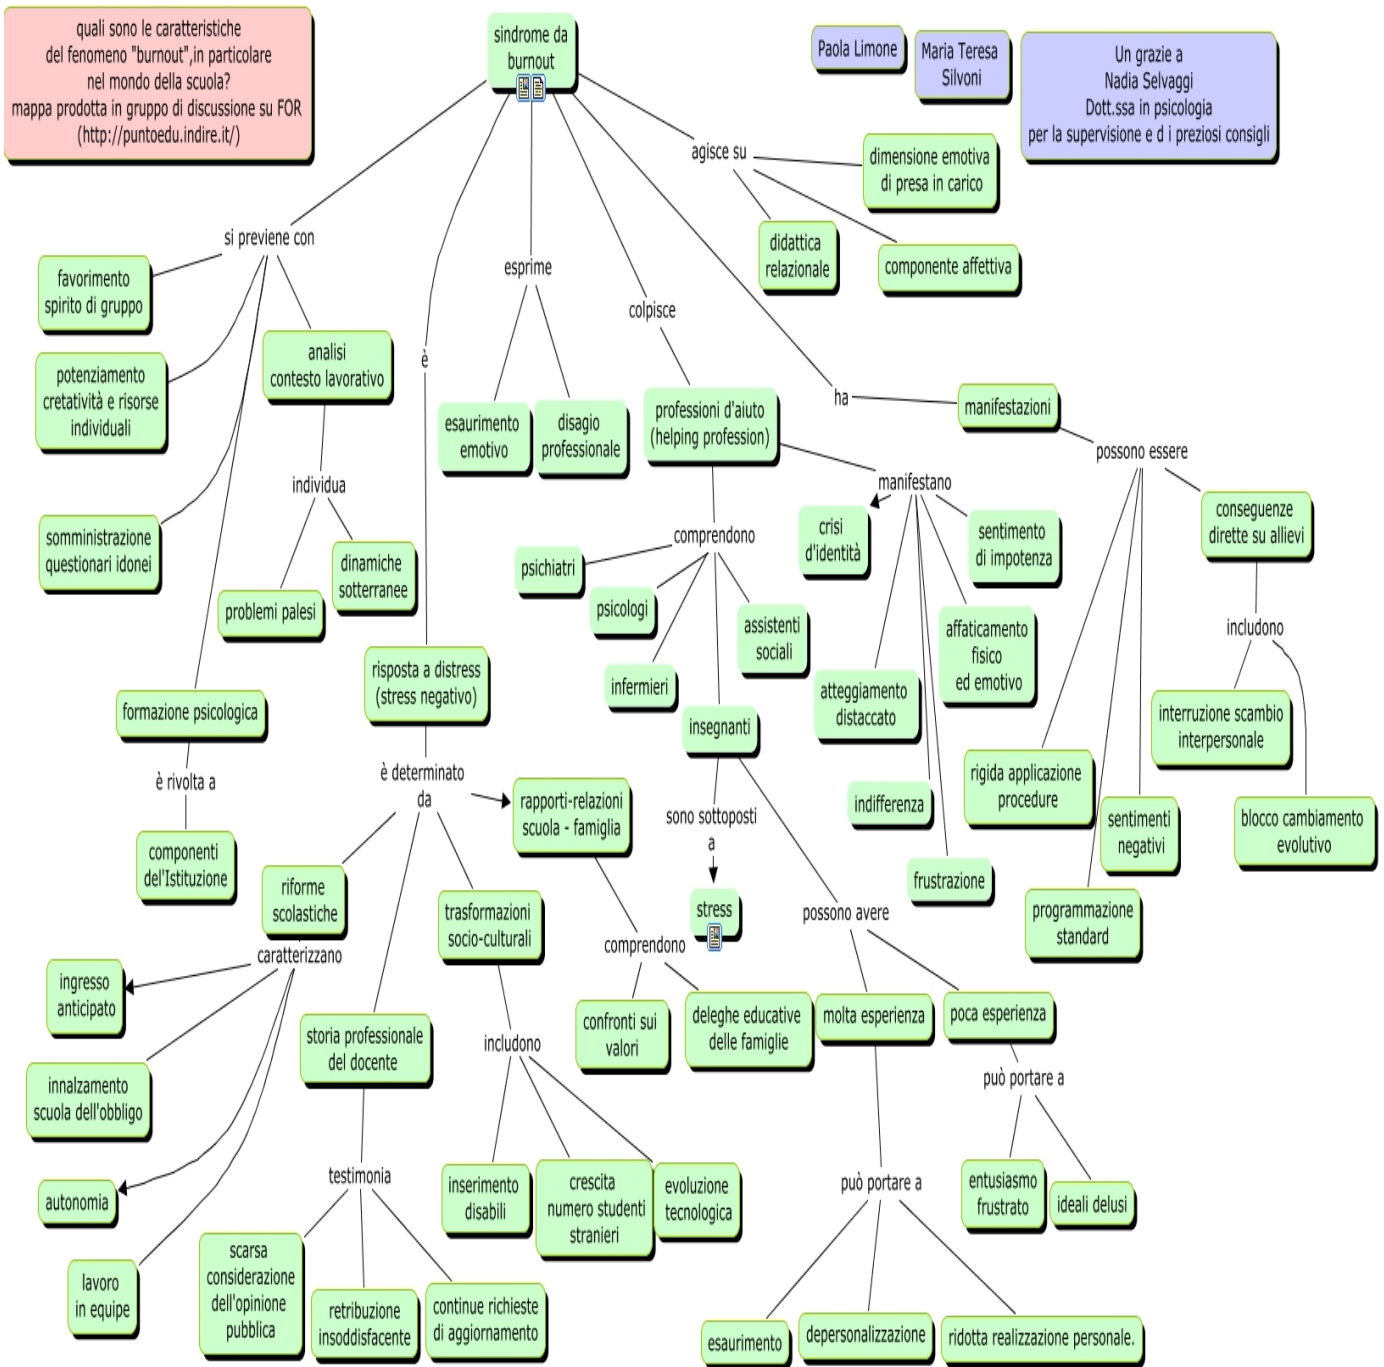 quali sono le caratteristiche
del fenomeno "burnout",in particolare
nel mondo della scuola?
mappa prodotta in gruppo di discussione su FOR
(http://puntoedu.indire.it/)
sindrome da
burnout
Paola Limone
Maria Teresa
Silvoni
Un grazie a
Nadia Selvaggi
Dott.ssa in psicologia
per la supervisione e d i preziosi consigli
agisce su
dimensione emotiva
di presa in carico
didattica
relazionale
componente affettiva
si previene con
favorimento
spirito di gruppo
potenziamento
cretatività e risorse
individuali
somministrazione
questionari idonei
analisi
contesto lavorativo
individua
problemi palesi
dinamiche
sotterranee
formazione psicologica
è rivolta a
componenti
del'Istituzione
è
risposta a distress
(stress negativo)
è determinato
da
riforme
scolastiche
caratterizzano
ingresso
anticipato
innalzamento
scuola dell'obbligo
autonomia
lavoro
in equipe
storia professionale
del docente
testimonia
scarsa
considerazione
dell'opinione
pubblica
retribuzione
insoddisfacente
continue richieste
di aggiornamento
trasformazioni
socio-culturali
includono
inserimento
disabili
crescita
numero studenti
stranieri
evoluzione
tecnologica
rapporti-relazioni
scuola - famiglia
comprendono
confronti sui
valori
deleghe educative
delle famiglie
esprime
esaurimento
emotivo
disagio
professionale
colpisce
professioni d'aiuto
(helping profession)
comprendono
psichiatri
psicologi
infermieri
insegnanti
assistenti
sociali
sono sottoposti
a
stress
possono avere
molta esperienza
può portare a
esaurimento
depersonalizzazione
ridotta realizzazione personale.
poca esperienza
può portare a
entusiasmo
frustrato
ideali delusi
manifestano
crisi
d'identità
atteggiamento
distaccato
indifferenza
frustrazione
affaticamento
fisico
ed emotivo
sentimento
di impotenza
ha
manifestazioni
possono essere
rigida applicazione
procedure
programmazione
standard
sentimenti
negativi
conseguenze
dirette su allievi
includono
interruzione scambio
interpersonale
blocco cambiamento
evolutivo